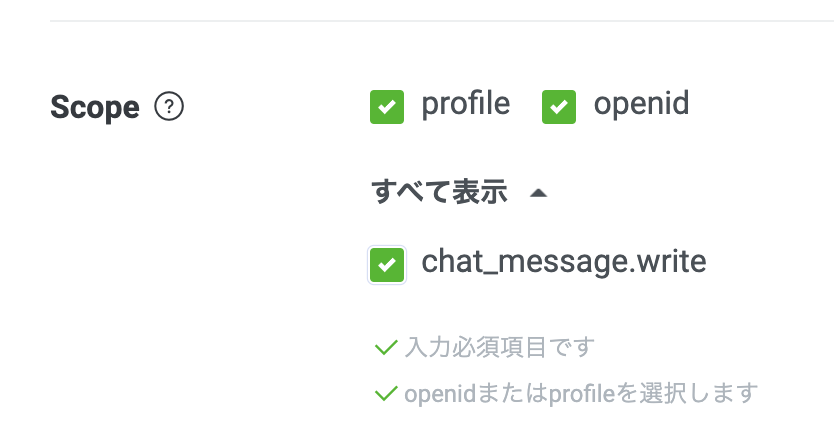 Scope ? profile openid
すべて表示
chat_message.write
入力必須項目です
openidまたはprofileを選択します